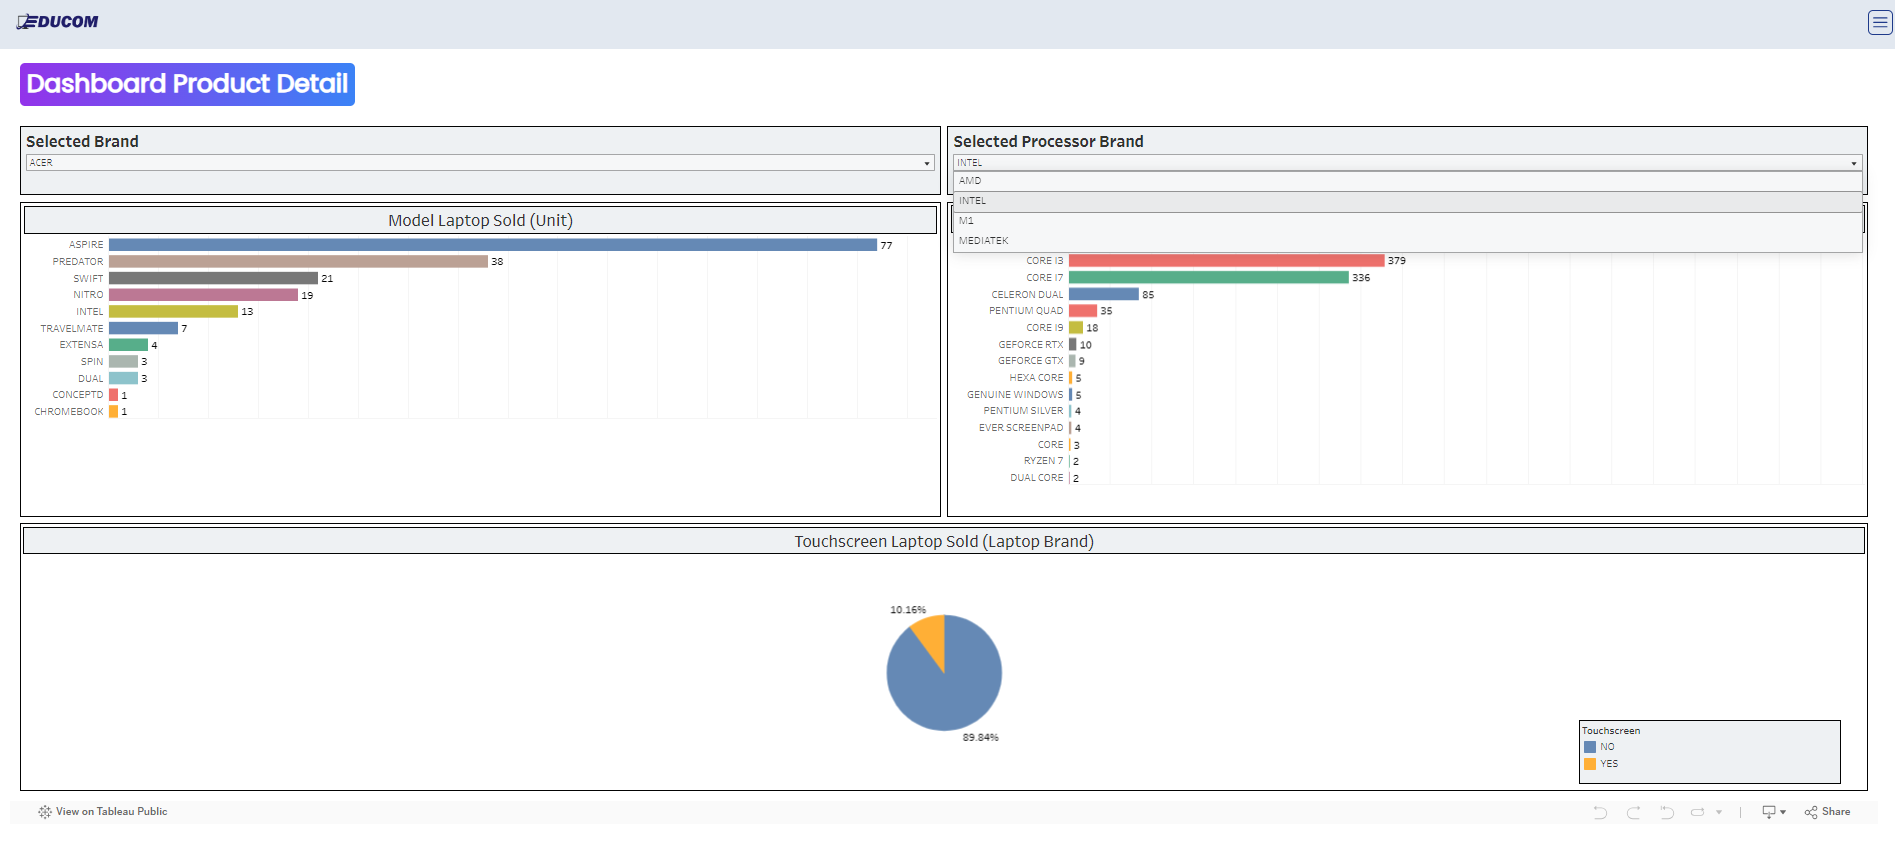 EDUCOM
Dashboard Product Detail
Selected Brand
ACER
Selected Processor Brand
INTEL
AMD
INTEL
M1
MEDIATEK
Model Laptop Sold (Unit)
ASPIRE 77
PREDATOR 38
SWIFT 21
NITRO 19
INTEL 13
TRAVELMATE 7
EXTENSA 4
SPIN 3
DUAL 3
CONCEPTD 1
CHROMEBOOK 1
CORE I3 379
CORE I7 336
CELERON DUAL 85
PENTIUM QUAD 35
CORE I9 18
GEFORCE RTX 10
GEFORCE GTX 9
HEXA CORE 5
GENUINE WINDOWS 5
PENTIUM SILVER 4
EVER SCREENPAD 4
CORE 3
RYZEN 7 2
DUAL CORE 2
Touchscreen Laptop Sold (Laptop Brand)
10.16%
89.84%
Touchscreen
NO
YES
View on Tableau Public
Share